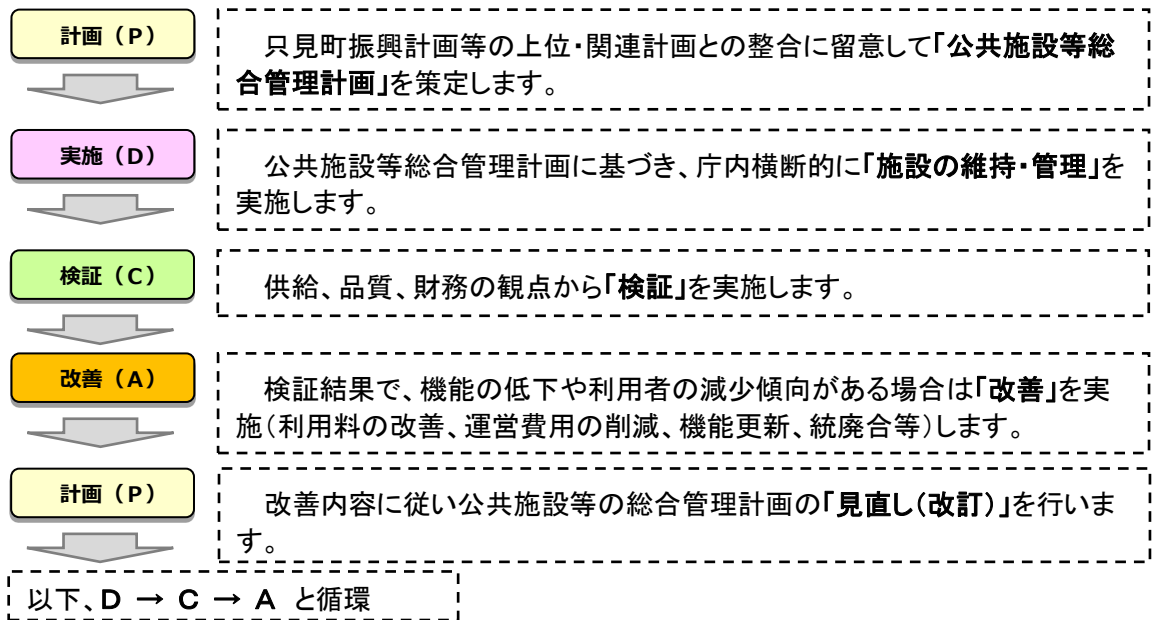 計画（P）
只見町振興計画等の上位・関連計画との整合に留意して「公共施設等総
合管理計画」を策定します。
実施（D）
公共施設等総合管理計画に基づき、庁内横断的に「施設の維持・管理」を
実施します。
検証（C）
供給、品質、財務の観点から「検証」を実施します。
改善（A）
検証結果で、機能の低下や利用者の減少傾向がある場合は「改善」を実
施（利用料の改善、運営費用の削減、機能更新、統廃合等）します。
計画（P）
改善内容に従い公共施設等の総合管理計画の「見直し（改訂）」を行いま
す。
以下、D → C → A と循環